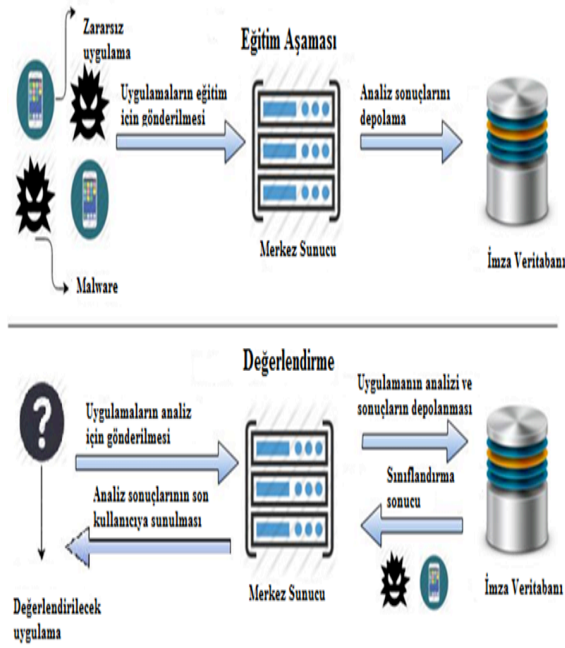 Zararsız
uygulama
Eğitim Aşaması
Uygulamaların eğitim
için gönderilmesi
Analiz sonuçlarını
depolama
Merkez Sunucu
İmza Veritabanı
Malware
Değerlendirme
Uygulamaların analiz
için gönderilmesi
Uygulamanın analizi ve
sonuçların depolanması
Analiz sonuçlarının son
kullanıcıya sunulması
Sınıflandırma
sonucu
Merkez Sunucu
İmza Veritabanı
Değerlendirilecek
uygulama